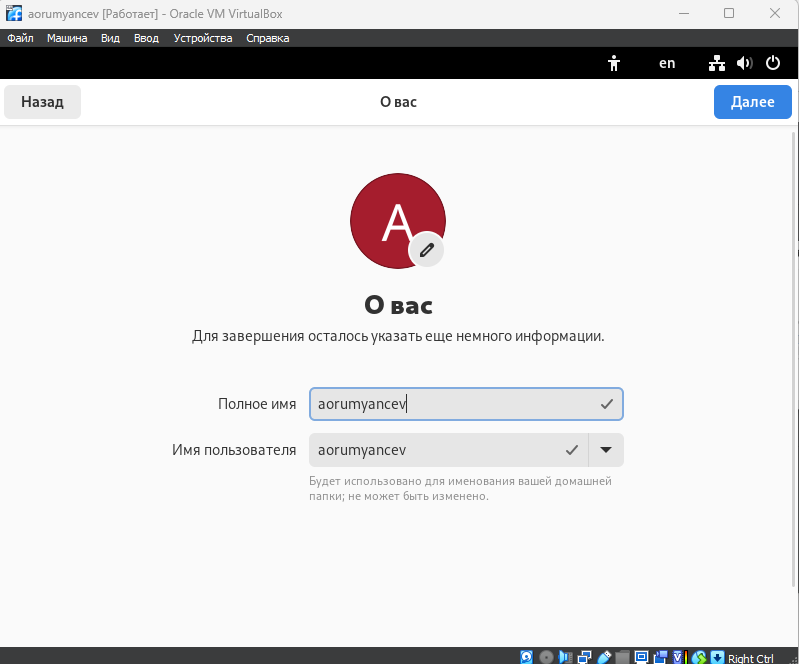 aorumyancev [Работает] - Oracle VM VirtualBox
Файл Машина Вид Ввод Устройства Справка
en
Назад О вас Далее
A
О вас
Для завершения осталось указать еще немного информации.
Полное имя aorumyancev
Имя пользователя aorumyancev
Будет использовано для именования вашей домашней
папки; не может быть изменено.
Right Ctrl